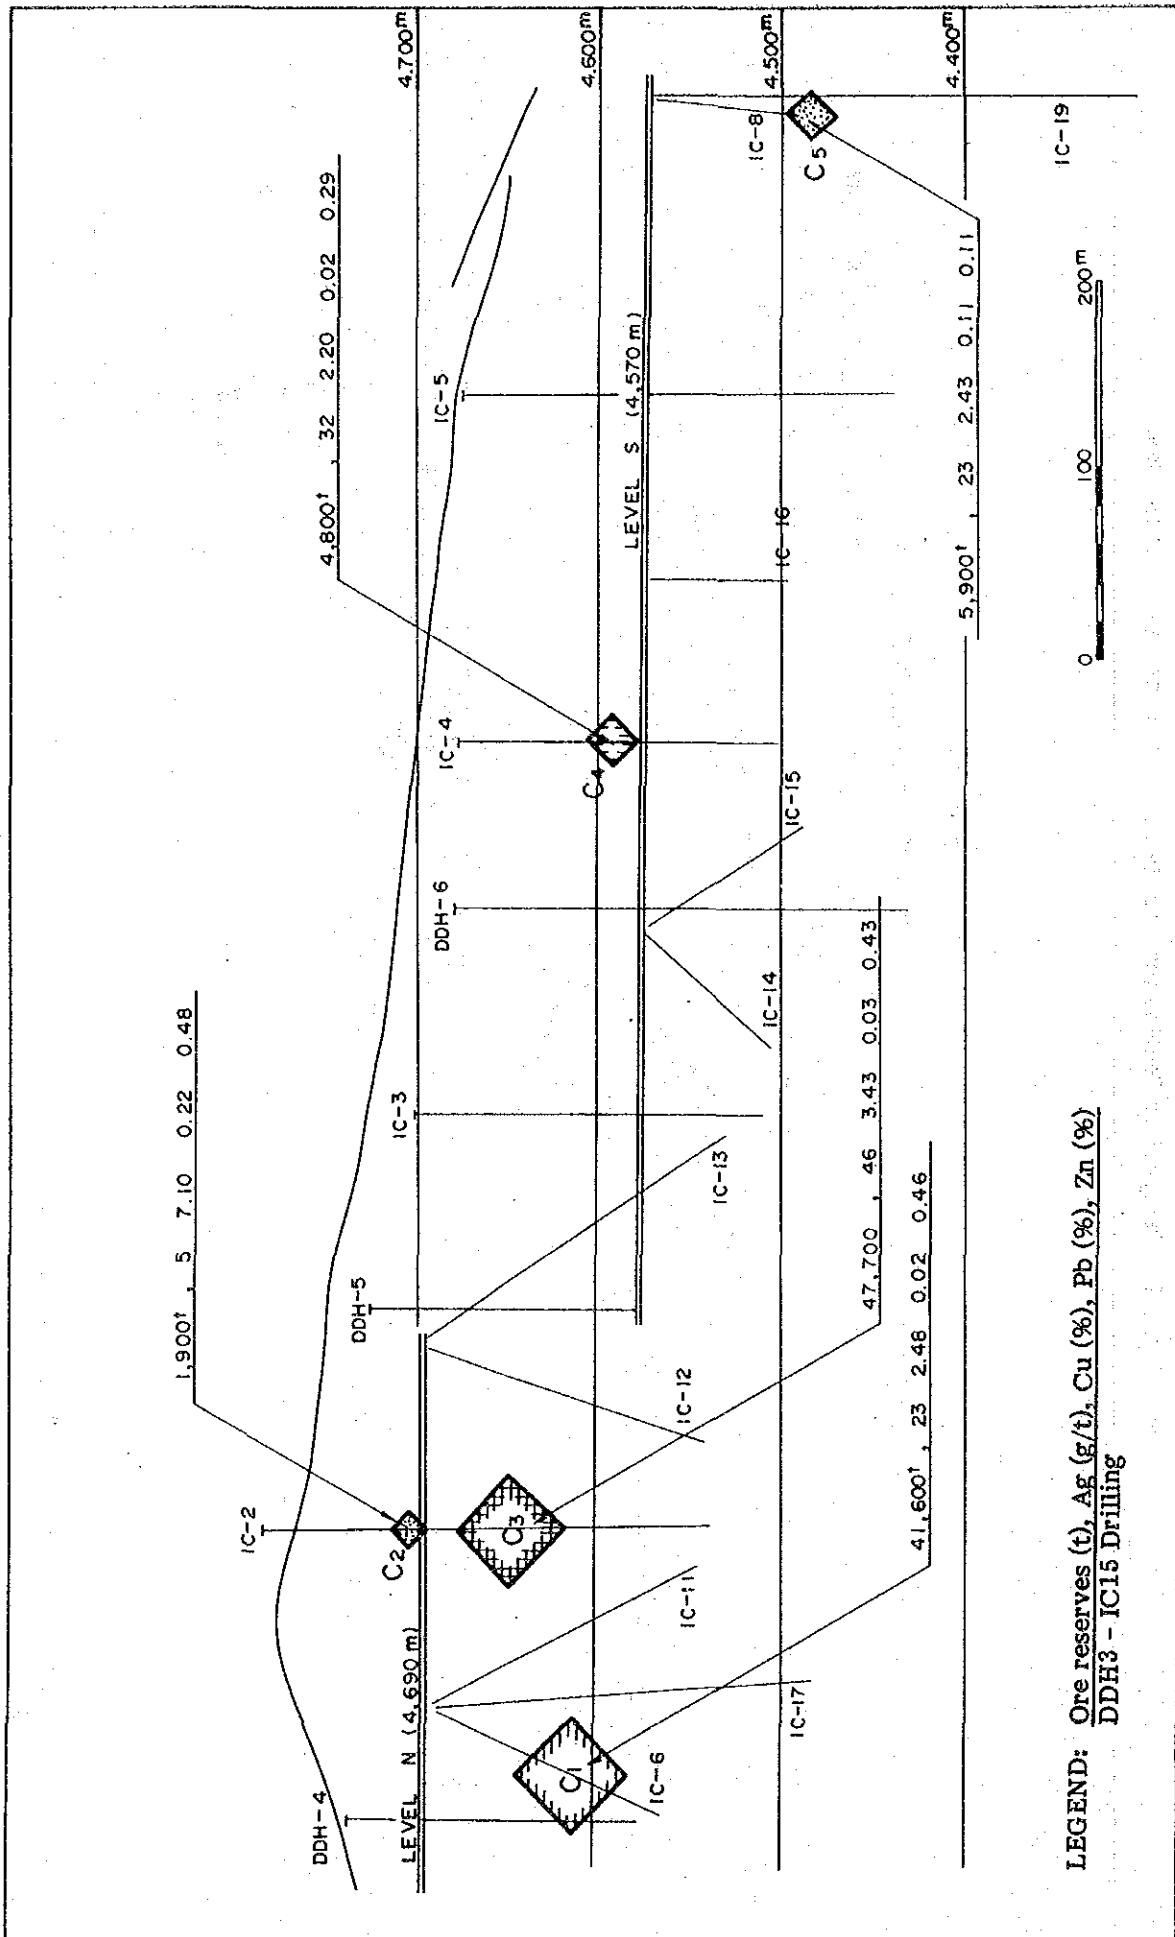 1,900t , 5 7.10 0.22 0.48
4,800t , 32 2.20 0.02 0.29
IC-2
DDH-4
DDH-5
IC-3
DDH-6
IC-4
IC-5
4.700m
C2
LEVEL N (4,690m)
C3
C1
C4
4.600m
LEVEL S (4,570m)
IC-6
IC-17
IC-11
IC-12
IC-13
IC-14
IC-15
IC-16
IC-8
4.500m
C5
47,700 , 46 3.43 0.03 0.43
41,600t , 23 2.48 0.02 0.46
5,900t , 23 2.43 0.11 0.11
4.400m
IC-19
0 100 200m
LEGEND: Ore reserves (t), Ag (g/t), Cu (%), Pb (%), Zn (%)
DDH3 - IC15 Drilling